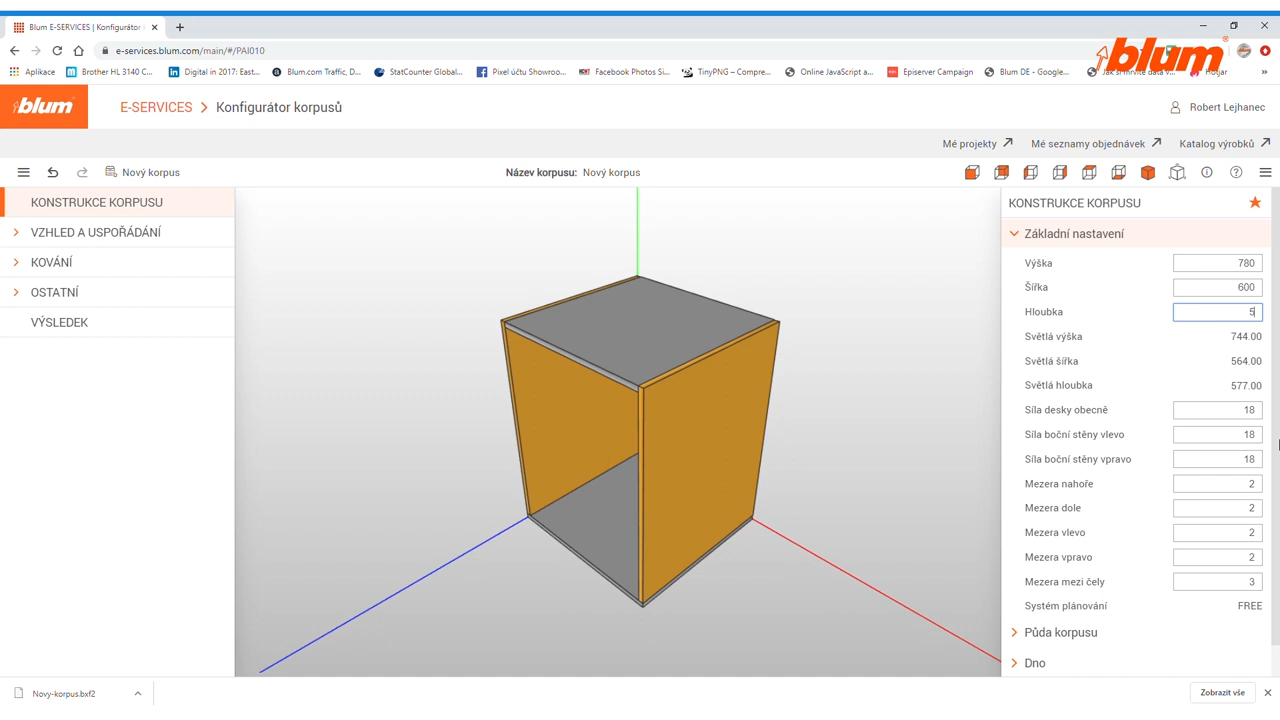 Blum E-SERVICES | Konfigurátor
e-services.blum.com/main/#/PAI010
blum
Aplikace
Brother HL 3140 C...
Digital in 2017: East...
Blum.com Traffic, D...
StatCounter Global...
Pixel účtu Showroo...
Facebook Photos Si...
TinyPNG – Compre...
Online JavaScript a...
Episerver Campaign
Blum DE - Google...
blum
E-SERVICES
Konfigurátor korpusů
Robert Lejhanec
Mé projekty
Mé seznamy objednávek
Katalog výrobků
Nový korpus
Název korpusu: Nový korpus
KONSTRUKCE KORPUSU
VZHLED A USPOŘÁDÁNÍ
KOVÁNÍ
OSTATNÍ
VÝSLEDEK
KONSTRUKCE KORPUSU
Základní nastavení
Výška 780
Šířka 600
Hloubka 5
Světlá výška 744.00
Světlá šířka 564.00
Světlá hloubka 577.00
Síla desky obecně 18
Síla boční stěny vlevo 18
Síla boční stěny vpravo 18
Mezera nahoře 2
Mezera dole 2
Mezera vlevo 2
Mezera vpravo 2
Mezera mezi čely 3
Systém plánování FREE
Půda korpusu
Dno
Novy-korpus.bxf2
Zobrazit vše